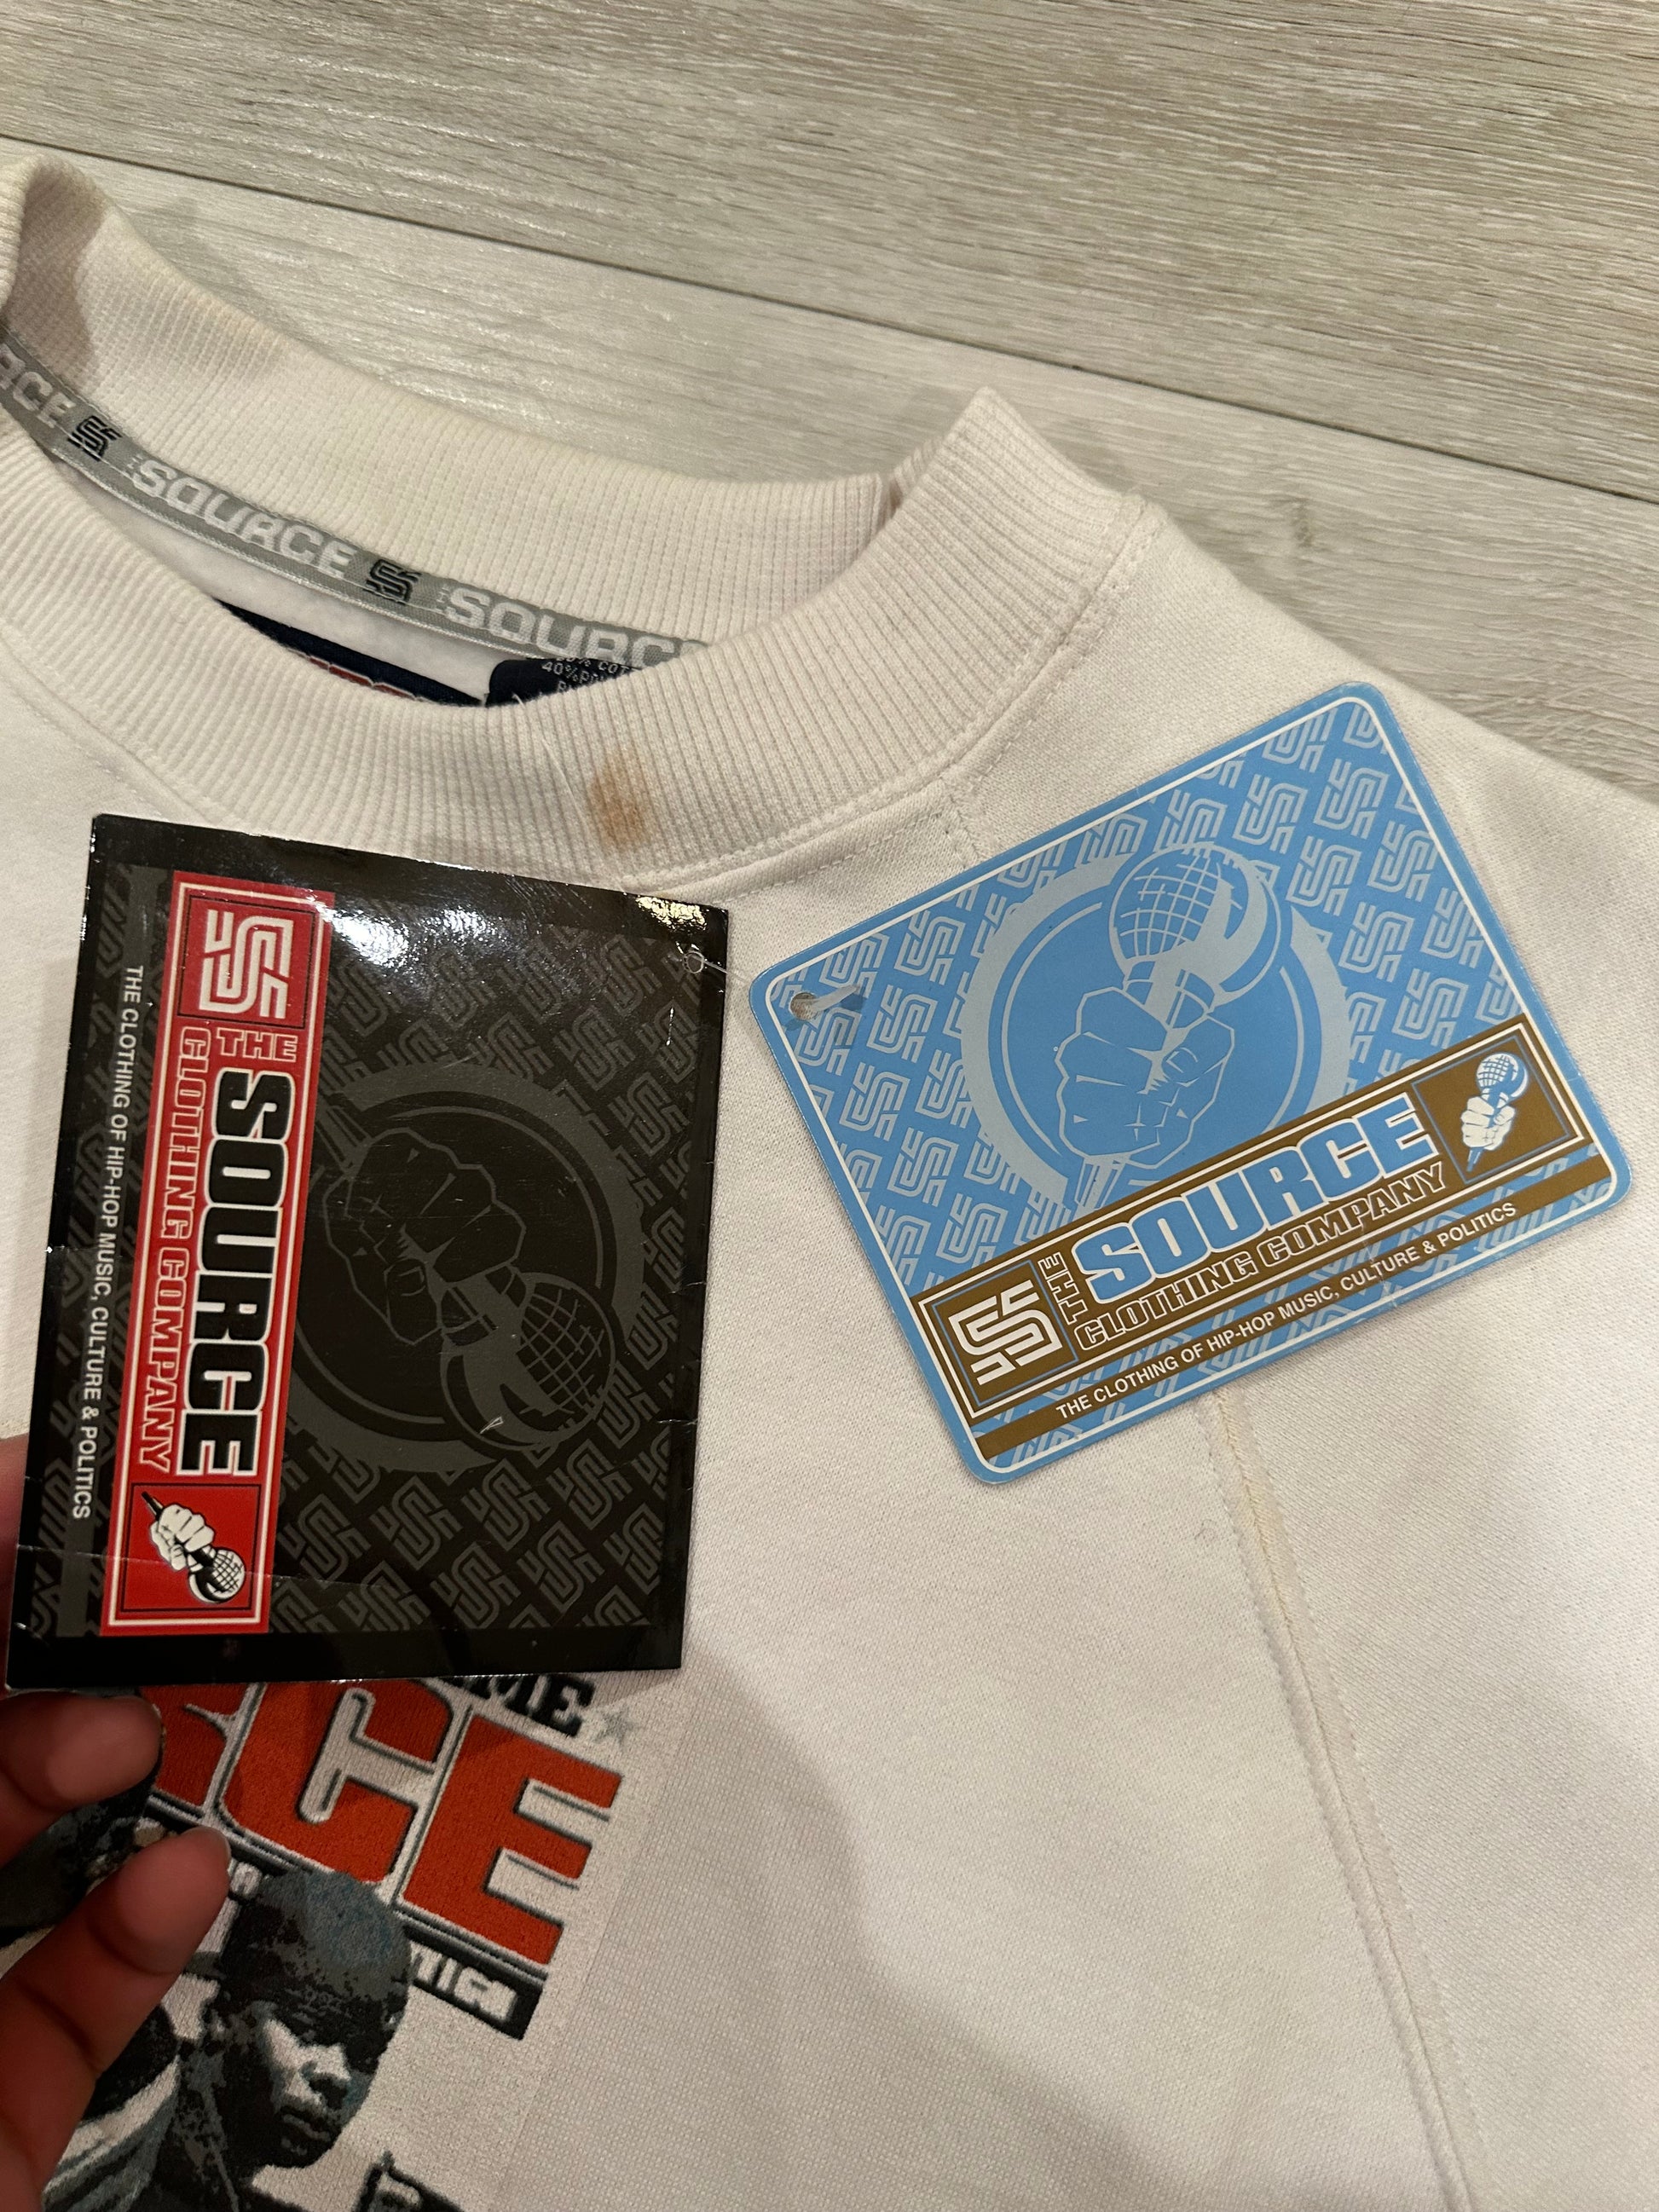 SOURCE
THE
SOURCE
CLOTHING COMPANY
THE CLOTHING OF HIP-HOP MUSIC, CULTURE & POLITICS
THE
SOURCE
CLOTHING COMPANY
THE CLOTHING OF HIP-HOP MUSIC, CULTURE & POLITICS